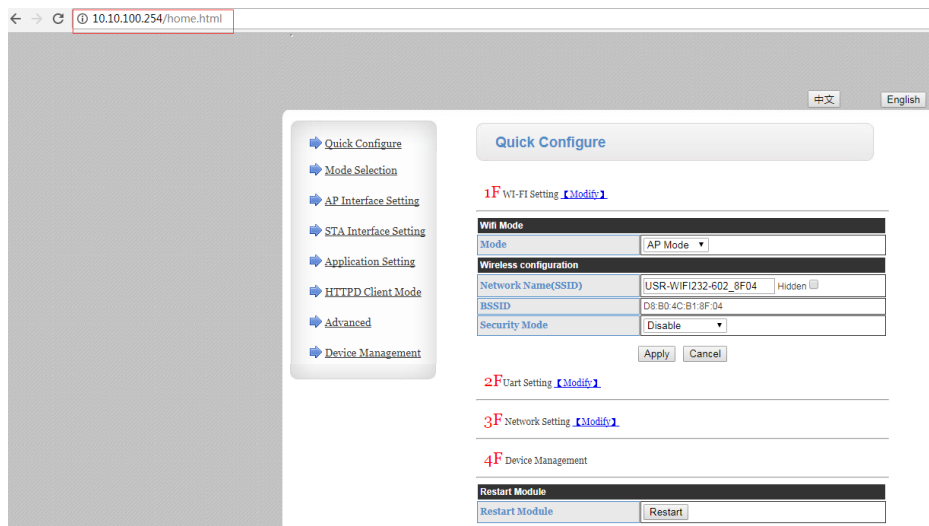 10.10.100.254/home.html
中文 English
Quick Configure
Mode Selection
AP Interface Setting
STA Interface Setting
Application Setting
HTTPD Client Mode
Advanced
Device Management
Quick Configure
1F WI-FI Setting 【Modify】
Wifi Mode
Mode AP Mode
Wireless configuration
Network Name(SSID) USR-WIFI232-602_8F04 Hidden
BSSID D8:B0:4C:B1:8F:04
Security Mode Disable
Apply Cancel
2F Uart Setting 【Modify】
3F Network Setting 【Modify】
4F Device Management
Restart Module
Restart Module Restart